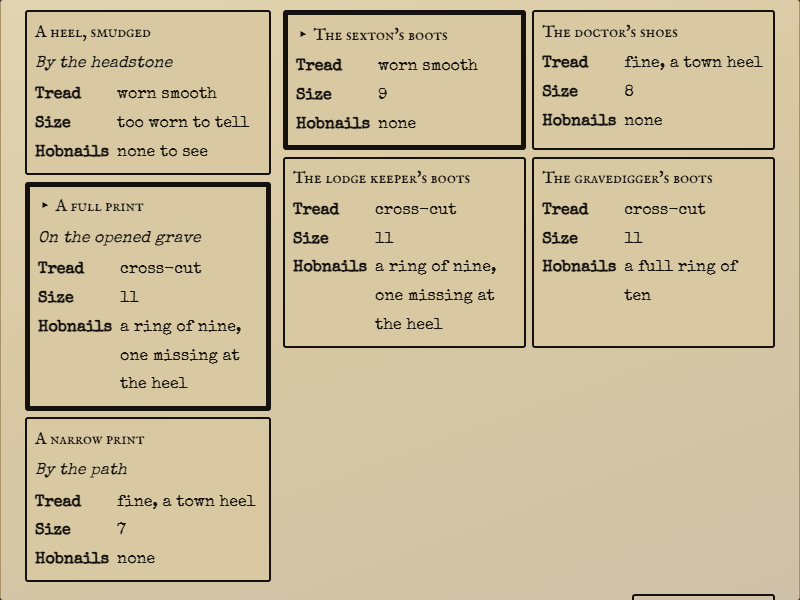 A heel, smudged
By the headstone
Tread worn smooth
Size too worn to tell
Hobnails none to see
‣ A full print
On the opened grave
Tread cross-cut
Size 11
Hobnails a ring of nine,
one missing at
the heel
A narrow print
By the path
Tread fine, a town heel
Size 7
Hobnails none
‣ The sexton's boots
Tread worn smooth
Size 9
Hobnails none
The doctor's shoes
Tread fine, a town heel
Size 8
Hobnails none
The lodge keeper's boots
Tread cross-cut
Size 11
Hobnails a ring of nine,
one missing at
the heel
The gravedigger's boots
Tread cross-cut
Size 11
Hobnails a full ring of
ten